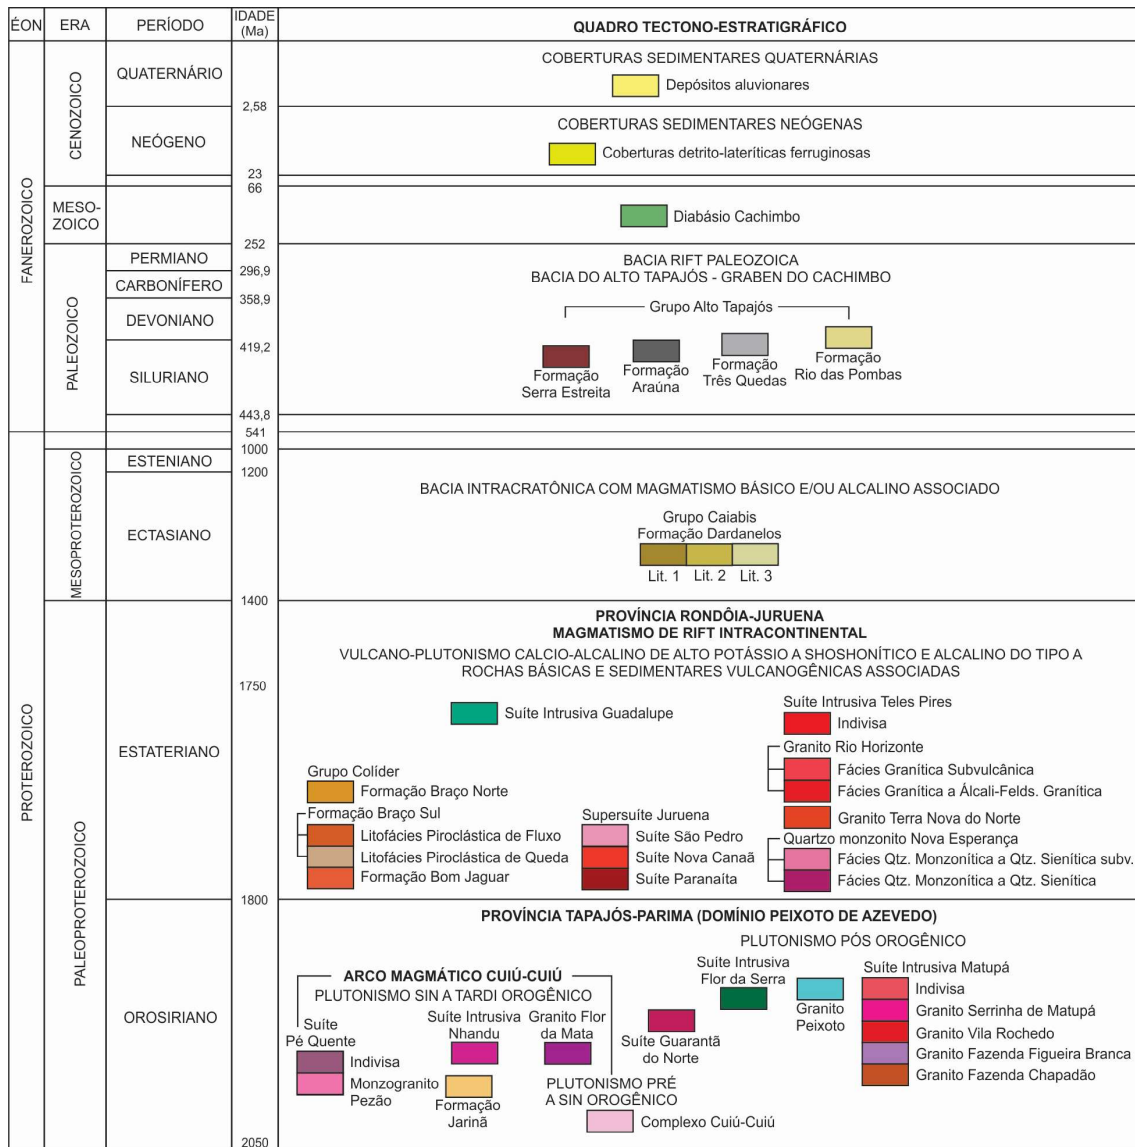 ÉON
ERA
PERÍODO
IDADE
(Ma)
QUADRO TECTONO-ESTRATIGRÁFICO
FANEROZOICO
CENOZOICO
QUATERNÁRIO
COBERTURAS SEDIMENTARES QUATERNÁRIAS
Depósitos aluvionares
2,58
NEÓGENO
COBERTURAS SEDIMENTARES NEÓGENAS
Coberturas detrito-lateríticas ferruginosas
23
66
MESO-
ZOICO
Diabásio Cachimbo
252
PALEOZOICO
PERMIANO
296,9
CARBONÍFERO
358,9
DEVONIANO
419,2
SILURIANO
443,8
BACIA RIFT PALEOZOICA
BACIA DO ALTO TAPAJÓS - GRABEN DO CACHIMBO
Grupo Alto Tapajós
Formação
Serra Estreita
Formação
Araúna
Formação
Três Quedas
Formação
Rio das Pombas
541
1000
PROTEROZOICO
MESOPROTEROZOICO
ESTENIANO
1200
ECTASIANO
BACIA INTRACRATÔNICA COM MAGMATISMO BÁSICO E/OU ALCALINO ASSOCIADO
Grupo Caiabis
Formação Dardanelos
Lit. 1
Lit. 2
Lit. 3
1400
PALEOPROTEROZOICO
ESTATERIANO
1750
PROVÍNCIA RONDÔIA-JURUENA
MAGMATISMO DE RIFT INTRACONTINENTAL
VULCANO-PLUTONISMO CALCIO-ALCALINO DE ALTO POTÁSSIO A SHOSHONÍTICO E ALCALINO DO TIPO A
ROCHAS BÁSICAS E SEDIMENTARES VULCANOGÊNICAS ASSOCIADAS
Suíte Intrusiva Guadalupe
Grupo Colíder
Formação Braço Norte
Formação Braço Sul
Litofácies Piroclástica de Fluxo
Litofácies Piroclástica de Queda
Formação Bom Jaguar
Supersuíte Juruena
Suíte São Pedro
Suíte Nova Canaã
Suíte Paranaíta
Suíte Intrusiva Teles Pires
Indivisa
Granito Rio Horizonte
Fácies Granítica Subvulcânica
Fácies Granítica a Álcali-Felds. Granítica
Granito Terra Nova do Norte
Quartzo monzonito Nova Esperança
Fácies Qtz. Monzonítica a Qtz. Sienítica subv.
Fácies Qtz. Monzonítica a Qtz. Sienítica
1800
OROSIRIANO
PROVÍNCIA TAPAJÓS-PARIMA (DOMÍNIO PEIXOTO DE AZEVEDO)
ARCO MAGMÁTICO CUIÚ-CUIÚ
PLUTONISMO SIN A TARDI OROGÊNICO
Suíte
Pé Quente
Indivisa
Monzogranito
Pezão
Suíte Intrusiva
Nhandu
Formação
Jarinã
Granito Flor
da Mata
PLUTONISMO PRÉ
A SIN OROGÊNICO
Complexo Cuiú-Cuiú
PLUTONISMO PÓS OROGÊNICO
Suíte Guarantã
do Norte
Suíte Intrusiva
Flor da Serra
Granito
Peixoto
Suíte Intrusiva Matupá
Indivisa
Granito Serrinha de Matupá
Granito Vila Rochedo
Granito Fazenda Figueira Branca
Granito Fazenda Chapadão
2050